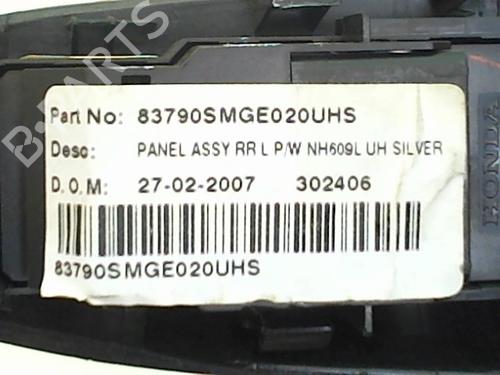 Part No: 83790SMGE020UHS
Desc: PANEL ASSY RR L P/W NH609L UH SILVER
D.O.M: 27-02-2007 302406
83790SMGE020UHS
HONDA
B-PARTS